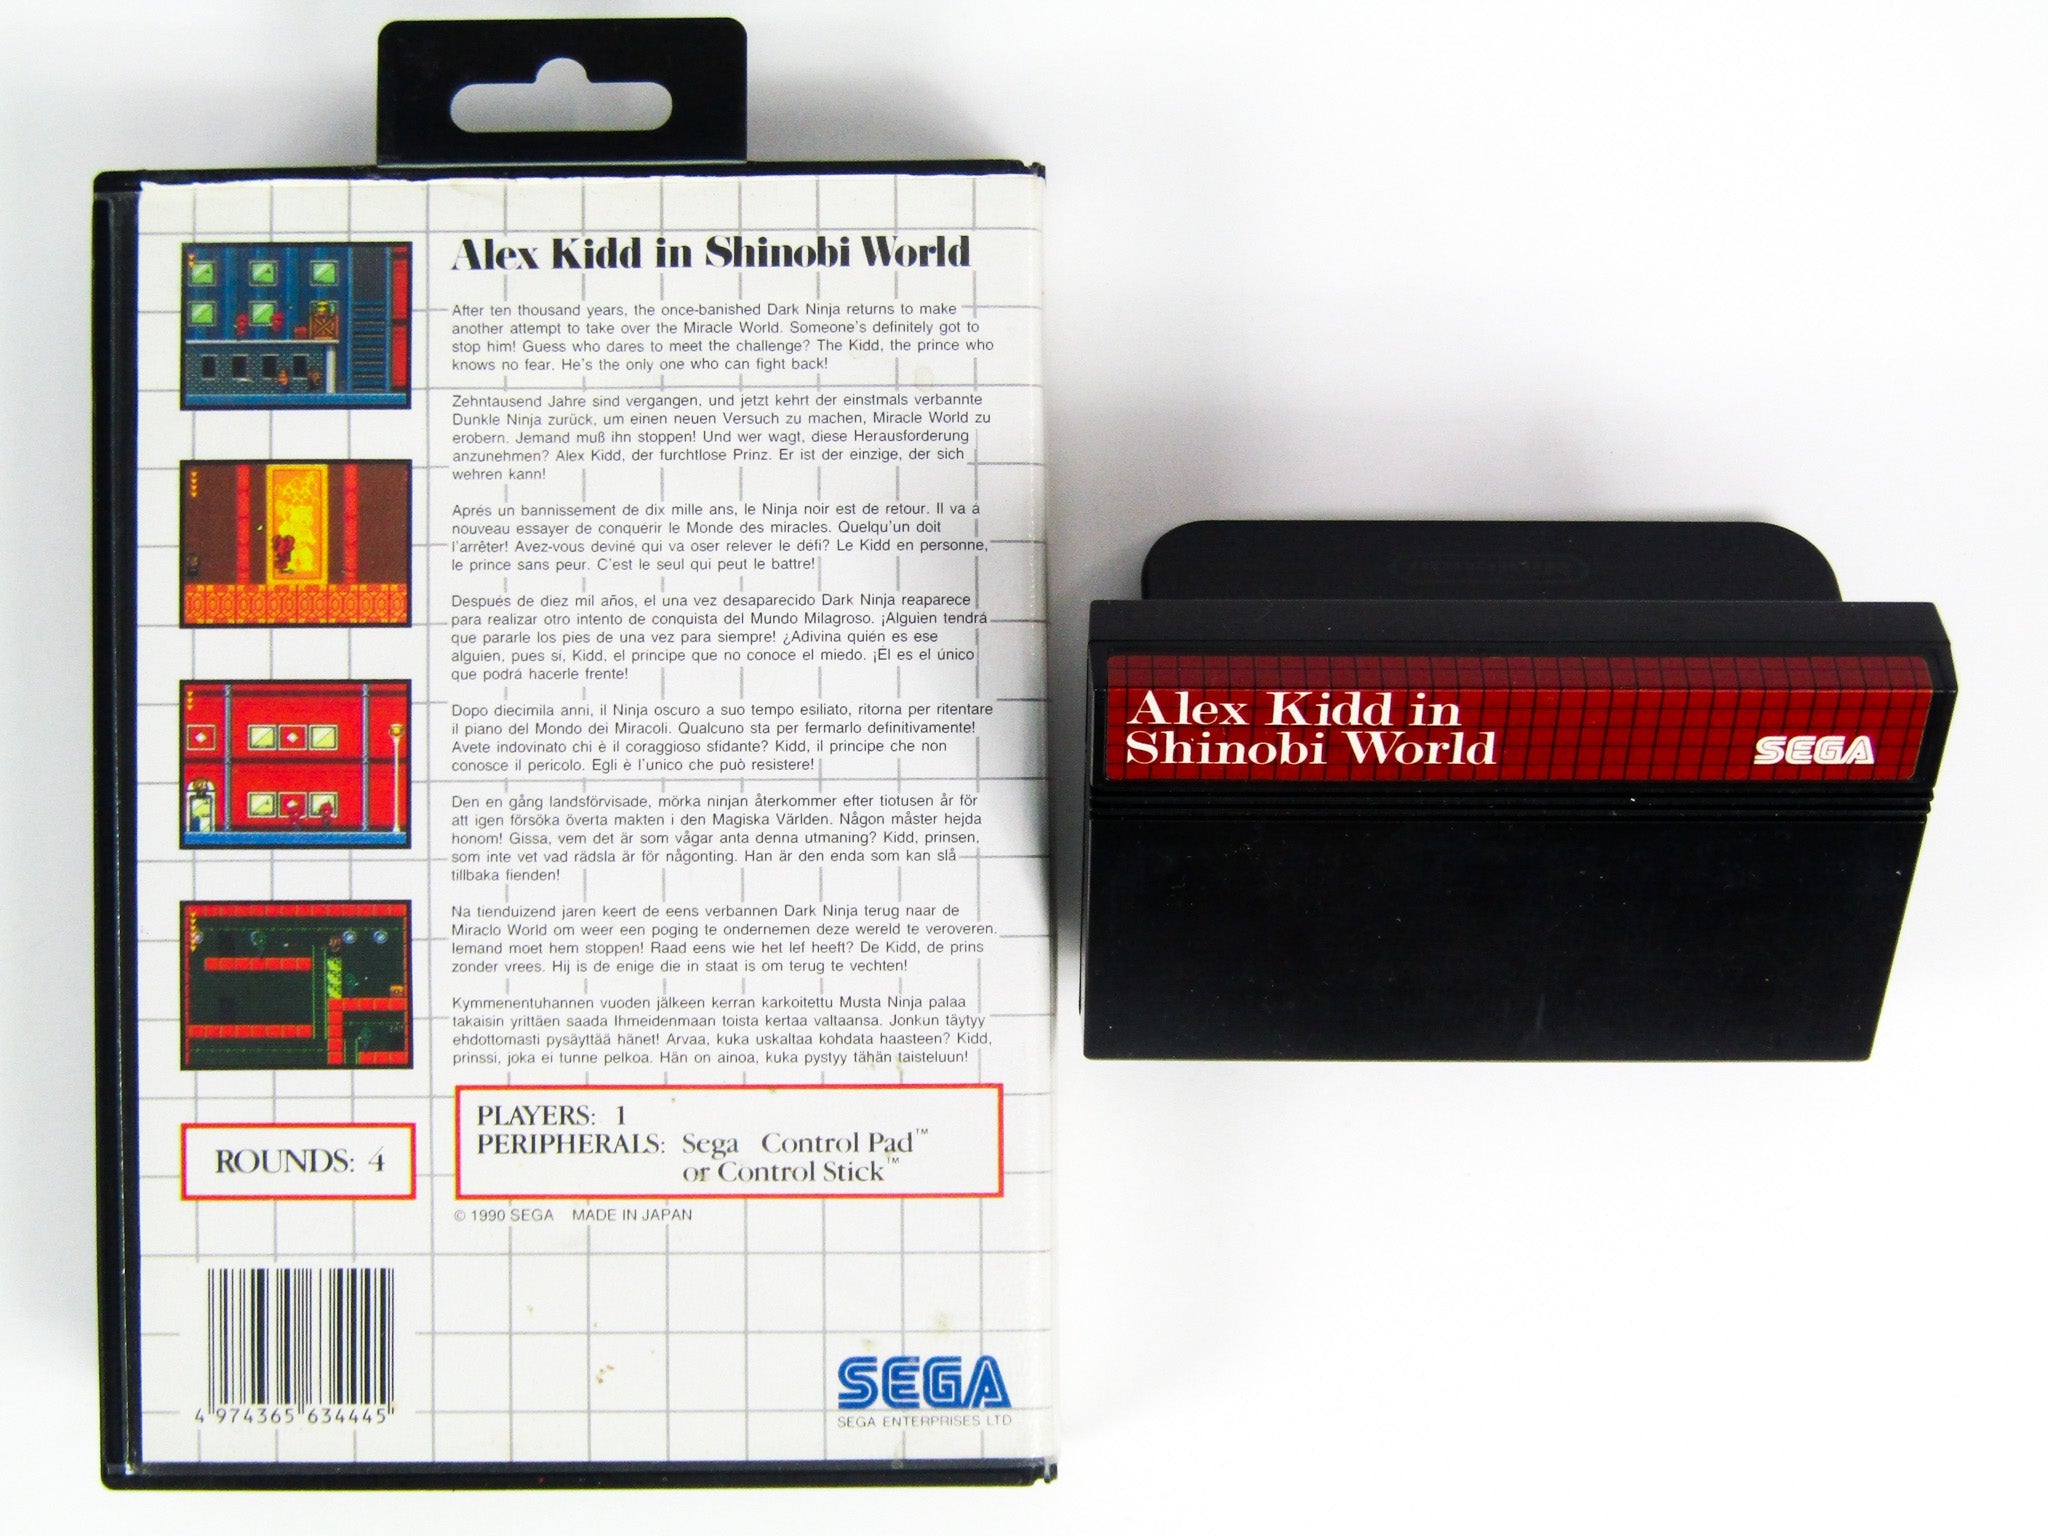 Alex Kidd in Shinobi World
After ten thousand years, the once-banished Dark Ninja returns to make
another attempt to take over the Miracle World. Someone's definitely got to
stop him! Guess who dares to meet the challenge? The Kidd, the prince who
knows no fear. He's the only one who can fight back!
Zehntausend Jahre sind vergangen, und jetzt kehrt der einstmals verbannte
Dunkle Ninja zurück, um einen neuen Versuch zu machen, Miracle World zu
erobern. Jemand muß ihn stoppen! Und wer wagt, diese Herausforderung
anzunehmen? Alex Kidd, der furchtlose Prinz. Er ist der einzige, der sich
wehren kann!
Aprés un bannissement de dix mille ans, le Ninja noir est de retour. Il va á
nouveau essayer de conquérir le Monde des miracles. Quelqu'un doit
l'arrêter! Avez-vous deviné qui va oser relever le défi? Le Kidd en personne,
le prince sans peur. C'est le seul qui peut le battre!
Después de diez mil años, el una vez desaparecido Dark Ninja reaparece
para realizar otro intento de conquista del Mundo Milagroso. ¡Alguien tendrá
que pararle los pies de una vez para siempre! ¿Adivina quién es ese
alguien, pues sí, Kidd, el principe que no conoce el miedo. ¡Él es el único
que podrá hacerle frente!
Dopo diecimila anni, il Ninja oscuro a suo tempo esiliato, ritorna per ritentare
il piano del Mondo dei Miracoli. Qualcuno sta per fermarlo definitivamente!
Avete indovinato chi è il coraggioso sfidante? Kidd, il principe che non
conosce il pericolo. Egli è l'unico che può resistere!
Den en gång landsförvisade, mörka ninjan återkommer efter tiotusen år för
att igen försöka överta makten i den Magiska Världen. Någon måster hejda
honom! Gissa, vem det är som vågar anta denna utmaning? Kidd, prinsen,
som inte vet vad rädsla är för någonting. Han är den enda som kan slå
tillbaka fienden!
Na tienduizend jaren keert de eens verbannen Dark Ninja terug naar de
Miraclo World om weer een poging te ondernemen deze wereld te veroveren.
Iemand moet hem stoppen! Raad eens wie het lef heeft? De Kidd, de prins
zonder vrees. Hij is de enige die in staat is om terug te vechten!
Kymmenentuhannen vuoden jälkeen kerran karkoitettu Musta Ninja palaa
takaisin yrittäen saada Ihmeidenmaan toista kertaa valtaansa. Jonkun täytyy
ehdottomasti pysäyttää hänet! Arvaa, kuka uskaltaa kohdata haasteen? Kidd,
prinssi, joka ei tunne pelkoa. Hän on ainoa, kuka pystyy tähän taisteluun!
ROUNDS: 4
PLAYERS: 1
PERIPHERALS: Sega Control Pad™
or Control Stick™
© 1990 SEGA MADE IN JAPAN
4 974365 634445
SEGA
SEGA ENTERPRISES LTD
Alex Kidd in
Shinobi World
SEGA